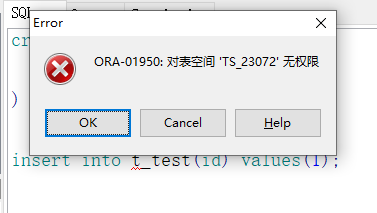 SQL
Error
cr
ORA-01950: 对表空间 'TS_23072' 无权限
)
OK Cancel Help
insert into t_test(id) values(1);